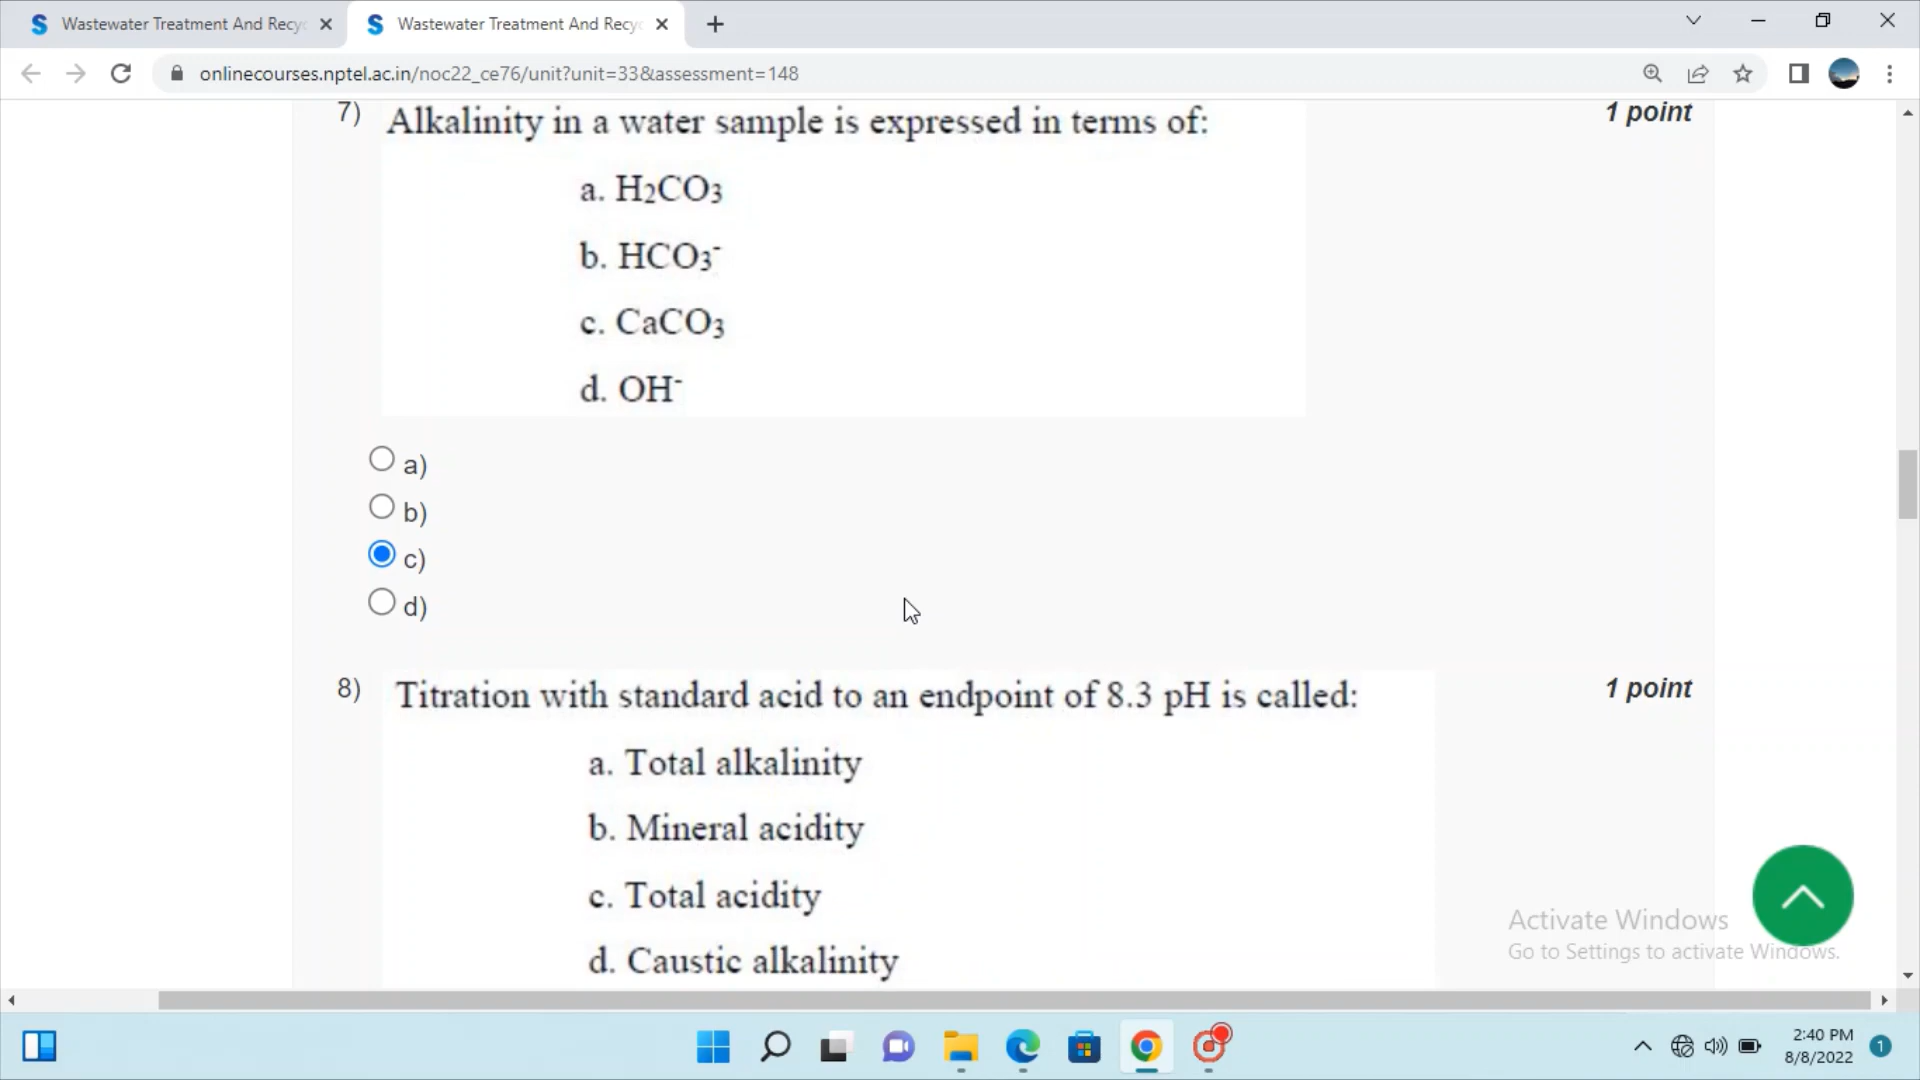 Wastewater Treatment And Recy
Wastewater Treatment And Recy
onlinecourses.nptel.ac.in/noc22_ce76/unit?unit=33&assessment=148
7) Alkalinity in a water sample is expressed in terms of: 1 point
a. H₂CO₃
b. HCO₃⁻
c. CaCO₃
d. OH⁻
a)
b)
c)
d)
8) Titration with standard acid to an endpoint of 8.3 pH is called: 1 point
a. Total alkalinity
b. Mineral acidity
c. Total acidity
d. Caustic alkalinity
Activate Windows
Go to Settings to activate Windows.
2:40 PM
8/8/2022
1